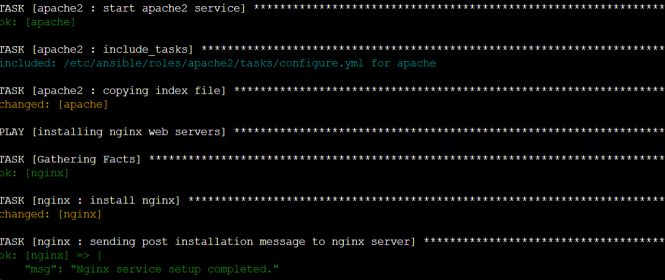 TASK [apache2 : start apache2 service] ***************************************************
ok: [apache]
TASK [apache2 : include_tasks] *********************************************************
included: /etc/ansible/roles/apache2/tasks/configure.yml for apache
TASK [apache2 : copying index file] *****************************************************
changed: [apache]
PLAY [installing nginx web servers] *****************************************************
TASK [Gathering Facts] ******************************************************************
ok: [nginx]
TASK [nginx : install nginx] ************************************************************
changed: [nginx]
TASK [nginx : sending post installation message to nginx server] *****************************
ok: [nginx] => {
"msg": "Nginx service setup completed."